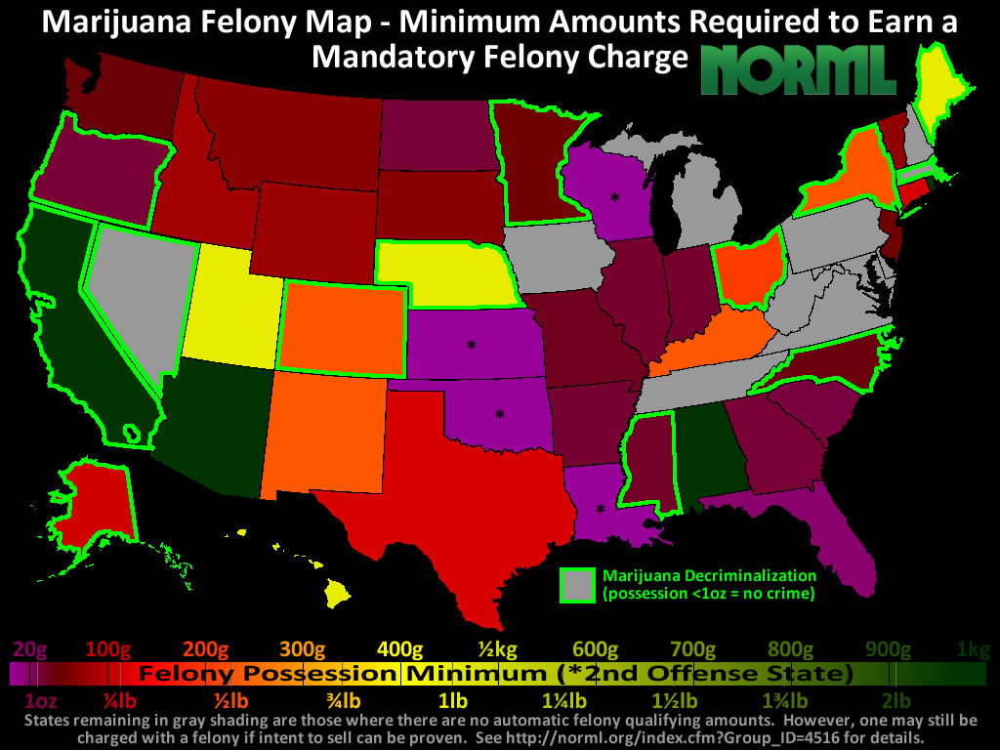 Marijuana Felony Map - Minimum Amounts Required to Earn a
Mandatory Felony Charge
NORML
*
*
*
*
Marijuana Decriminalization
(possession <1oz = no crime)
20g 100g 200g 300g 400g ½kg 600g 700g 800g 900g 1kg
Felony Possession Minimum (*2nd Offense State)
1oz ¼lb ½lb ¾lb 1lb 1¼lb 1½lb 1¾lb 2lb
States remaining in gray shading are those where there are no automatic felony qualifying amounts. However, one may still be
charged with a felony if intent to sell can be proven. See http://norml.org/index.cfm?Group_ID=4516 for details.